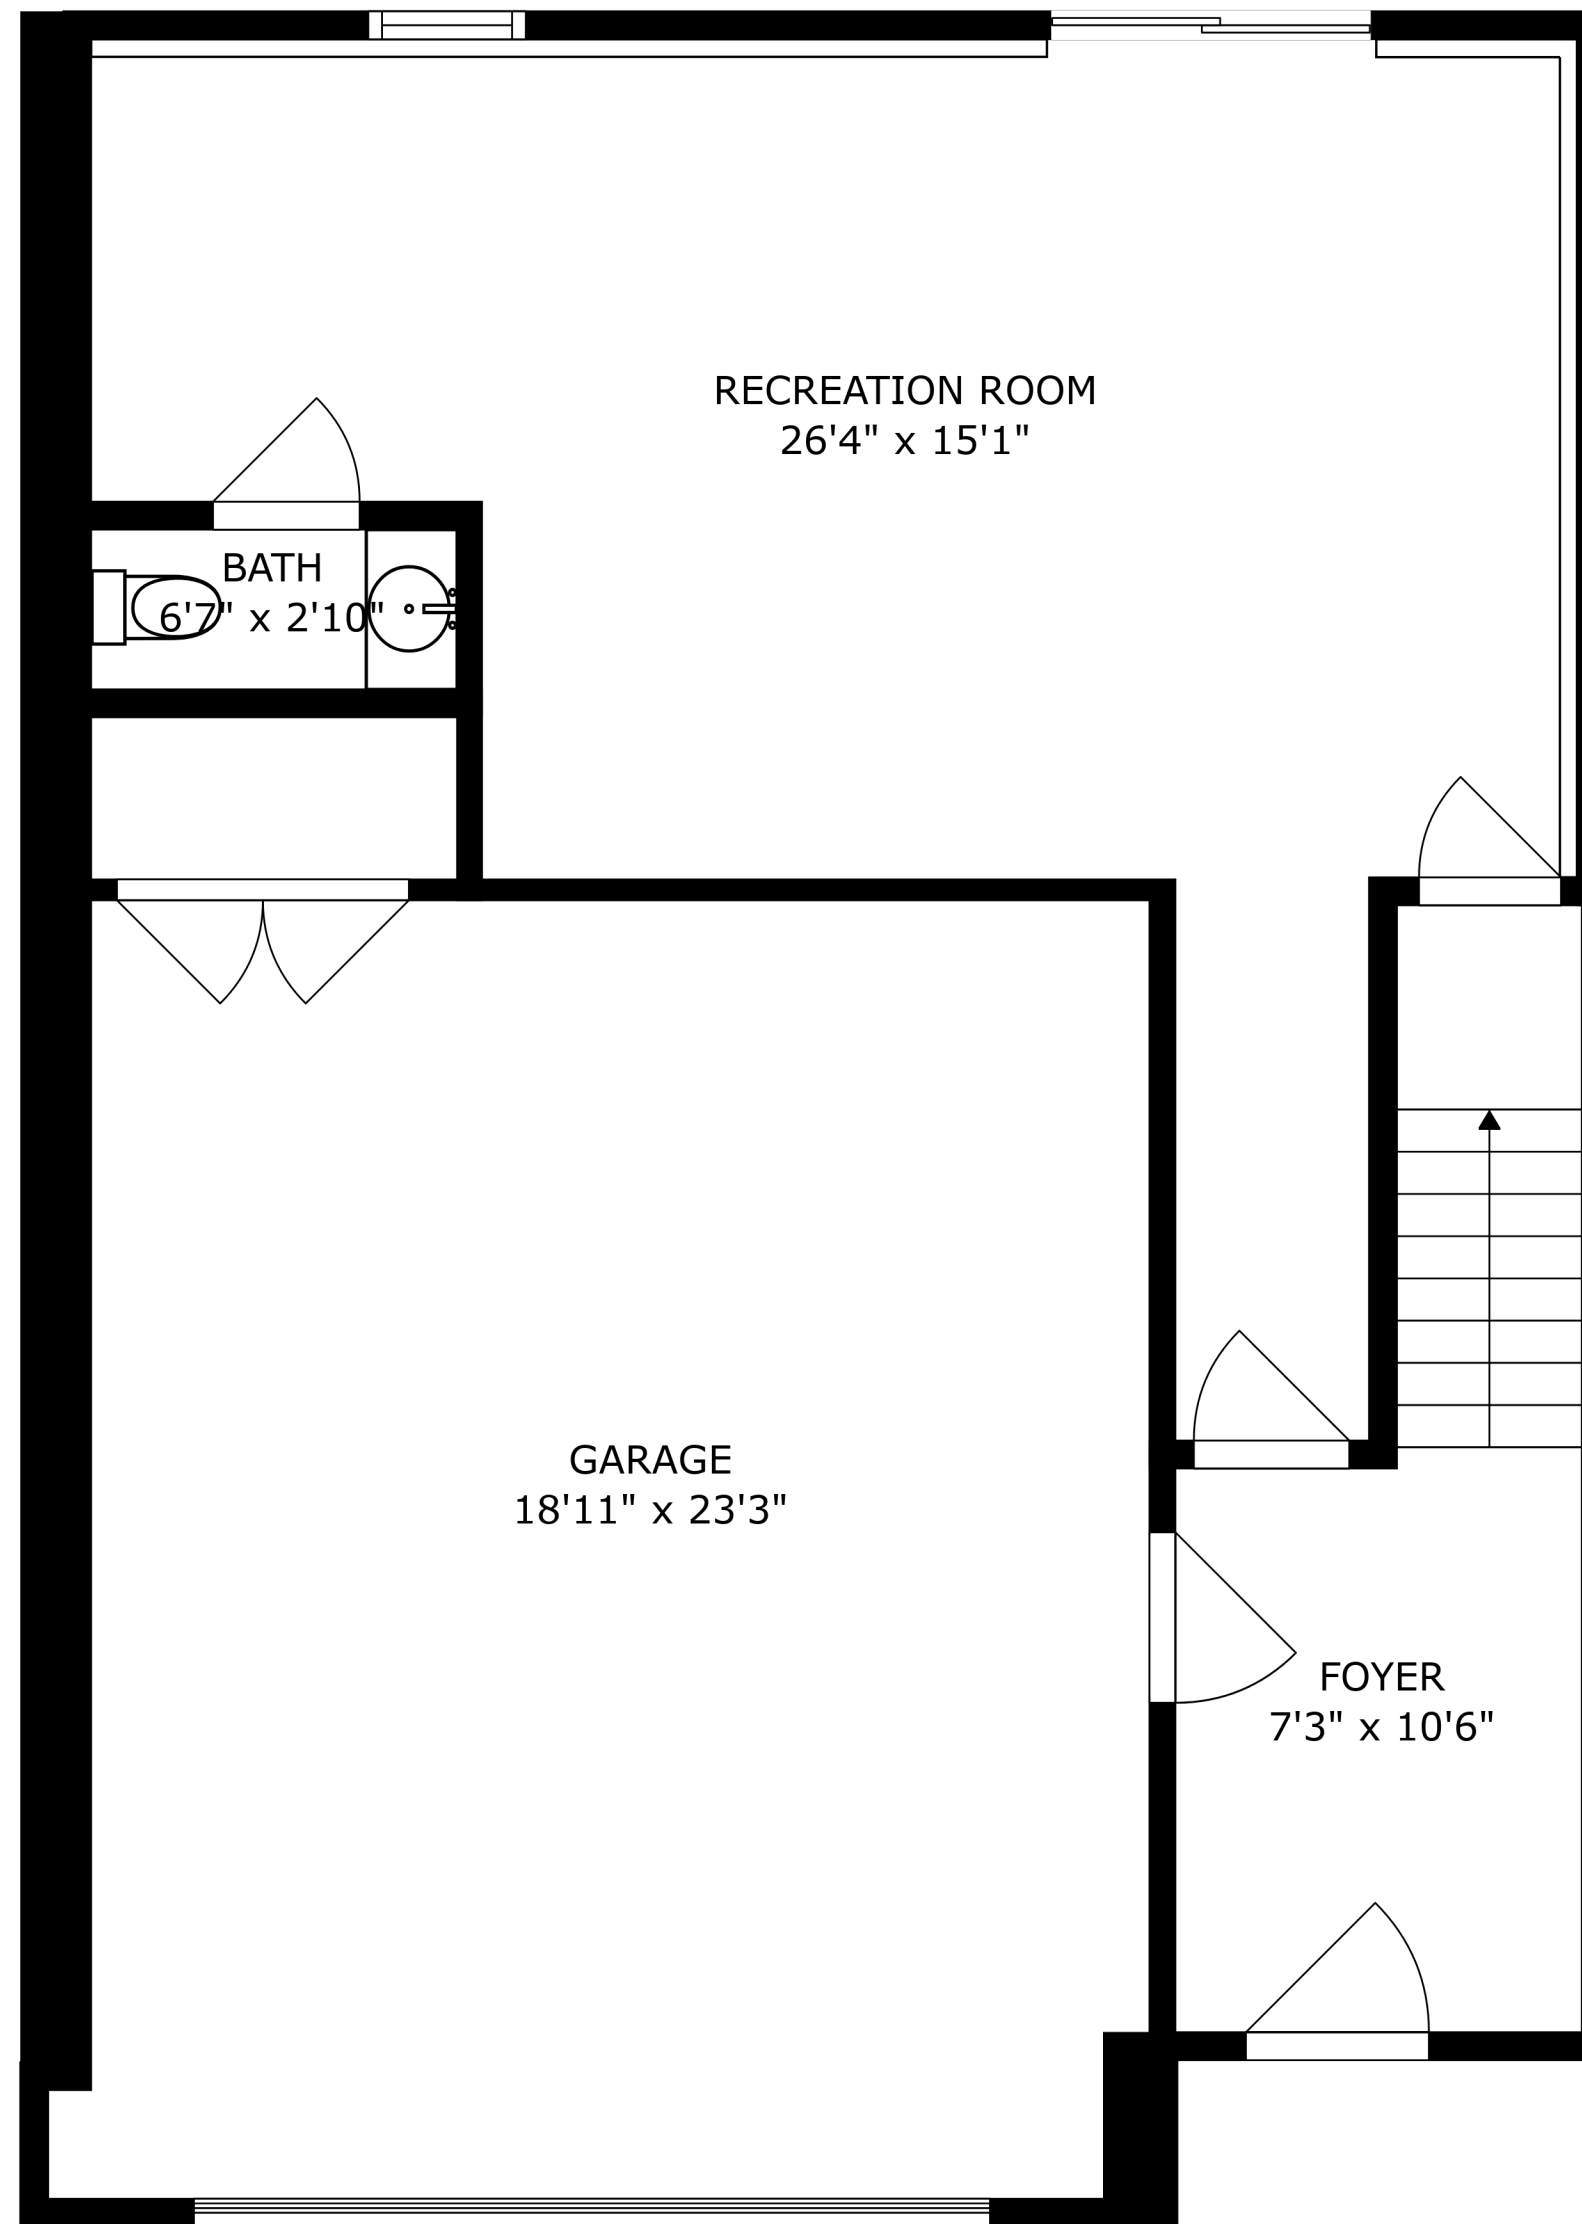 RECREATION ROOM
26'4" x 15'1"
BATH
6'7" x 2'10"
GARAGE
18'11" x 23'3"
FOYER
7'3" x 10'6"